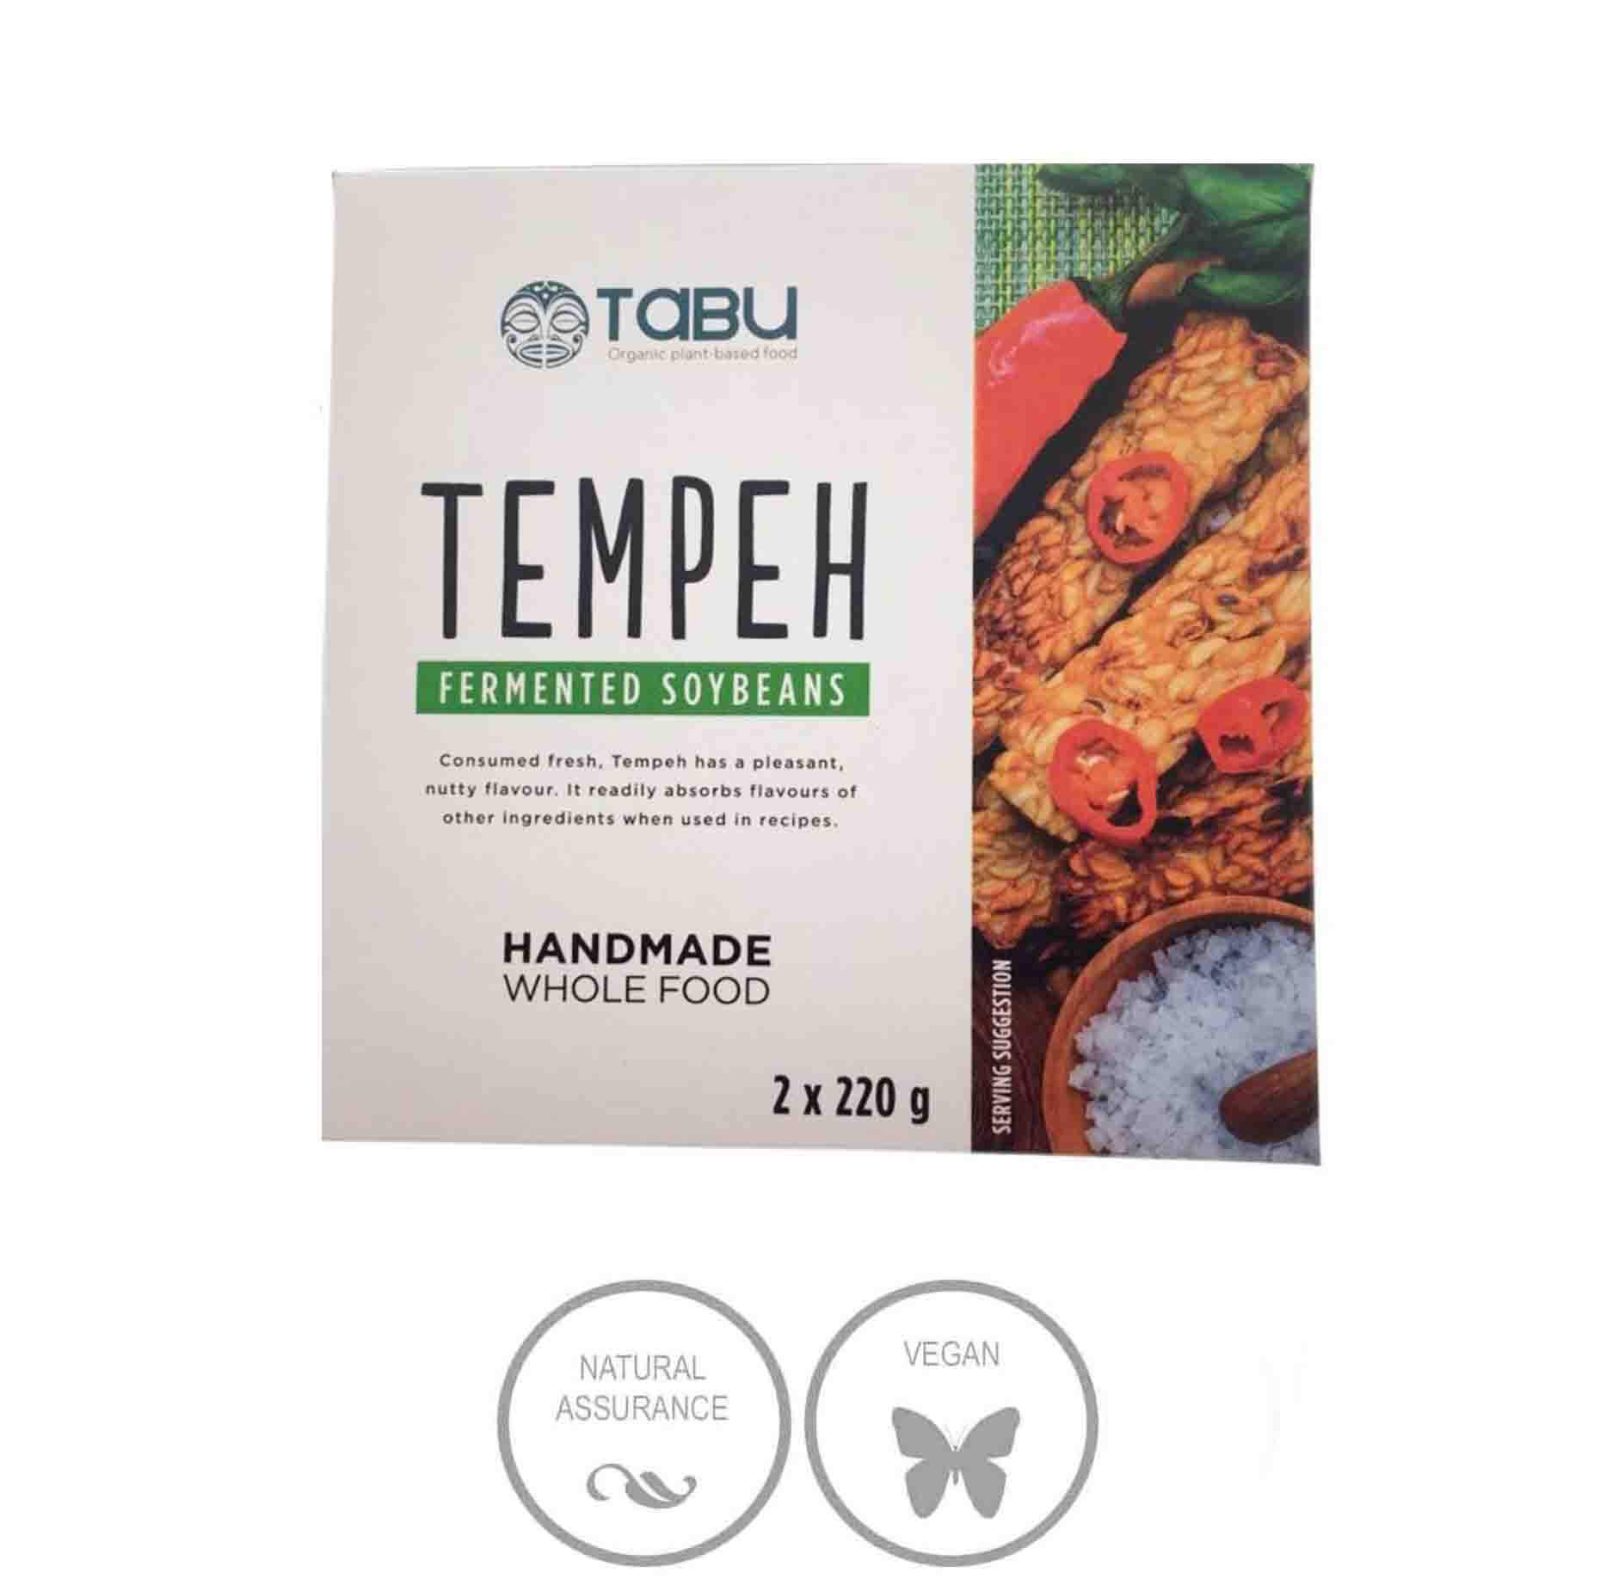 TABU
Organic plant-based food
TEMPEH
FERMENTED SOYBEANS
Consumed fresh, Tempeh has a pleasant,
nutty flavour. It readily absorbs flavours of
other ingredients when used in recipes.
HANDMADE
WHOLE FOOD
2 x 220 g
SERVING SUGGESTION
NATURAL
ASSURANCE
VEGAN